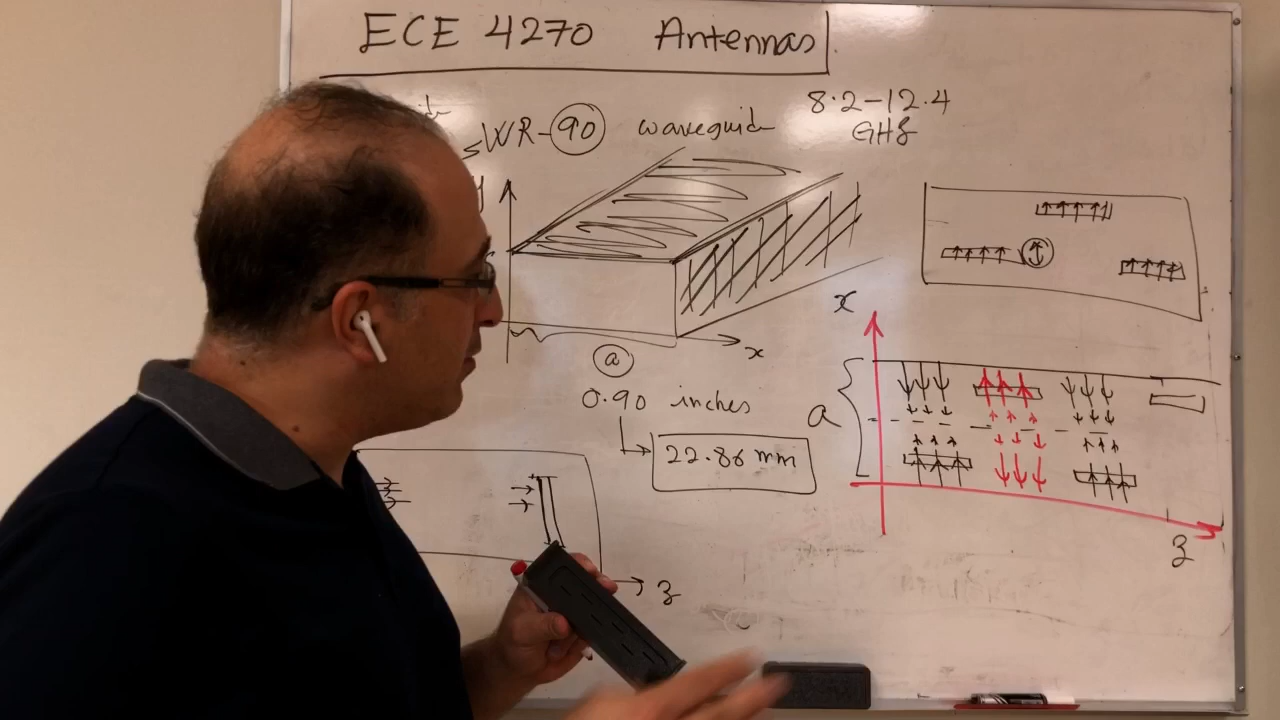 ECE 4270 Antennas
WR-90 waveguide
8.2-12.4
GHz
x
a
0.90 inches
22.86 mm
z
x
a
z